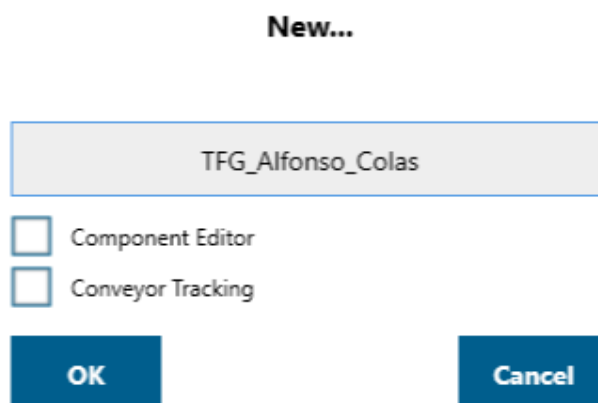 New...
TFG_Alfonso_Colas
Component Editor
Conveyor Tracking
OK
Cancel